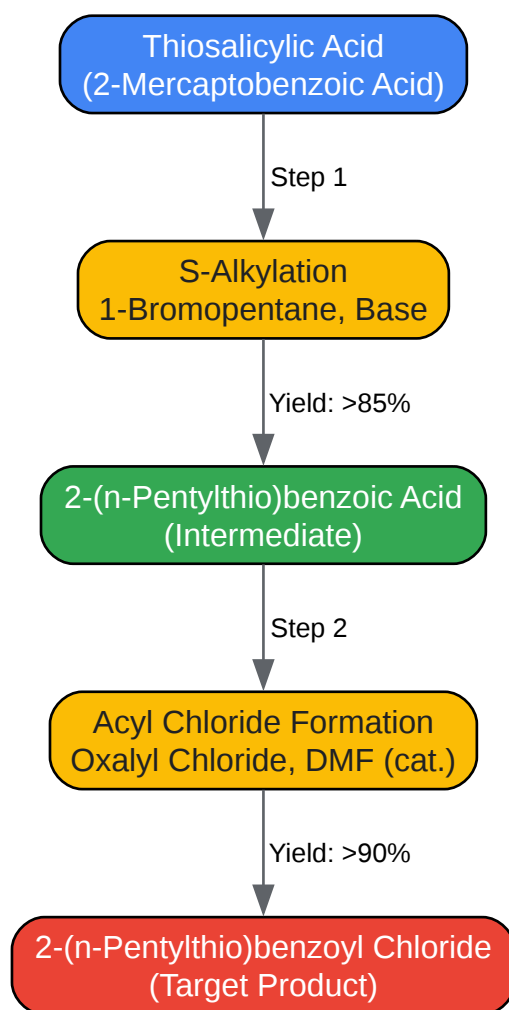 Thiosalicylic Acid
(2-Mercaptobenzoic Acid)
Step 1
S-Alkylation
1-Bromopentane, Base
Yield: >85%
2-(n-Pentylthio)benzoic Acid
(Intermediate)
Step 2
Acyl Chloride Formation
Oxalyl Chloride, DMF (cat.)
Yield: >90%
2-(n-Pentylthio)benzoyl Chloride
(Target Product)